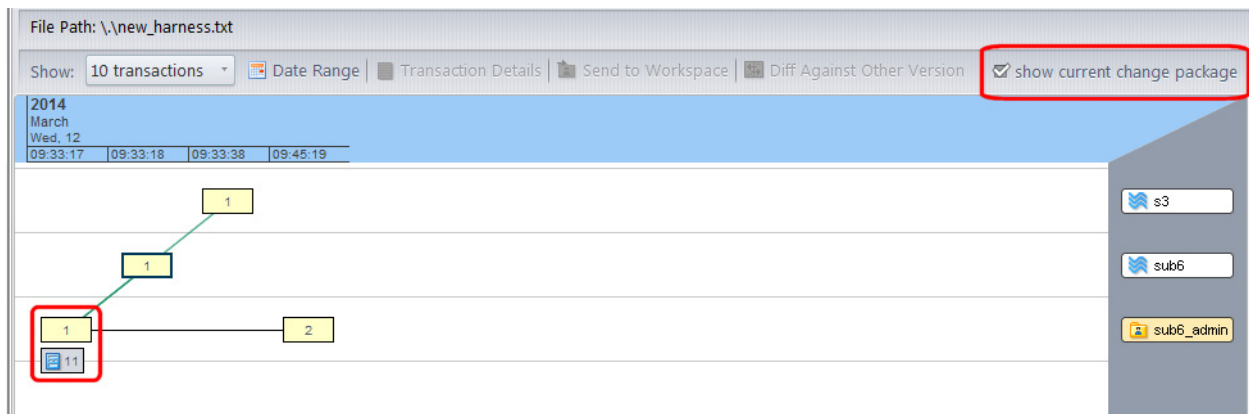 File Path: \.\new_harness.txt
Show: 10 transactions Date Range Transaction Details Send to Workspace Diff Against Other Version show current change package
2014
March
Wed, 12
09:33:17 09:33:18 09:33:38 09:45:19
1 s3
1 sub6
1 2 sub6_admin
11